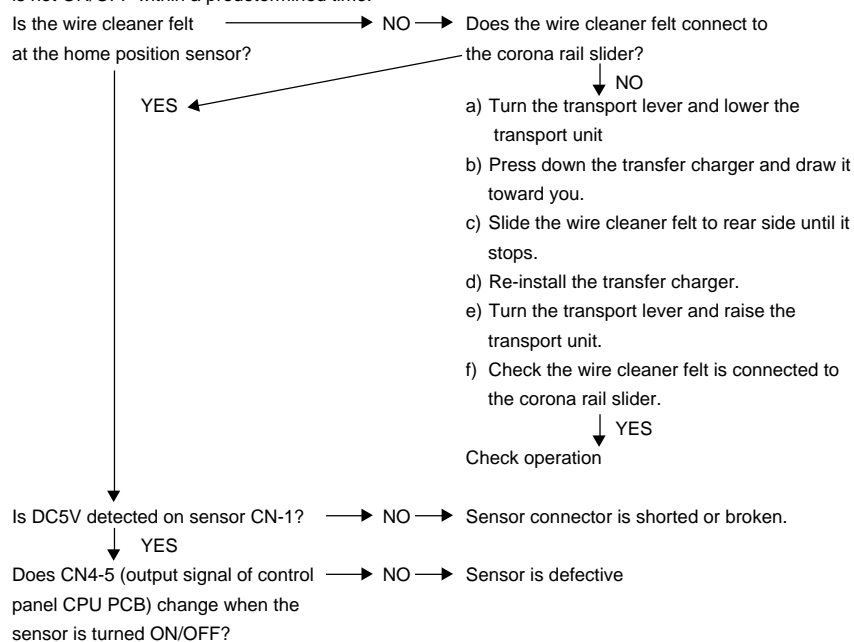 Is the wire cleaner felt
at the home position sensor?
NO
Does the wire cleaner felt connect to
the corona rail slider?
YES
NO
a) Turn the transport lever and lower the
transport unit
b) Press down the transfer charger and draw it
toward you.
c) Slide the wire cleaner felt to rear side until it
stops.
d) Re-install the transfer charger.
e) Turn the transport lever and raise the
transport unit.
f) Check the wire cleaner felt is connected to
the corona rail slider.
YES
Check operation
Is DC5V detected on sensor CN-1?
NO
Sensor connector is shorted or broken.
YES
Does CN4-5 (output signal of control
panel CPU PCB) change when the
sensor is turned ON/OFF?
NO
Sensor is defective